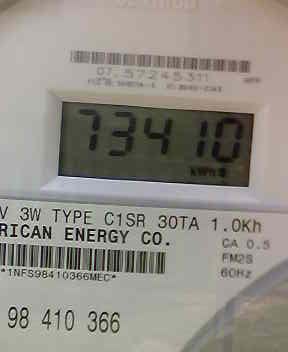 07.57245311
73410
kWh
V 3W TYPE C1SR 30TA 1.0Kh
RICAN ENERGY CO.
CA 0.5
FM2S
60Hz
*1NFS98410366MEC*
98 410 366